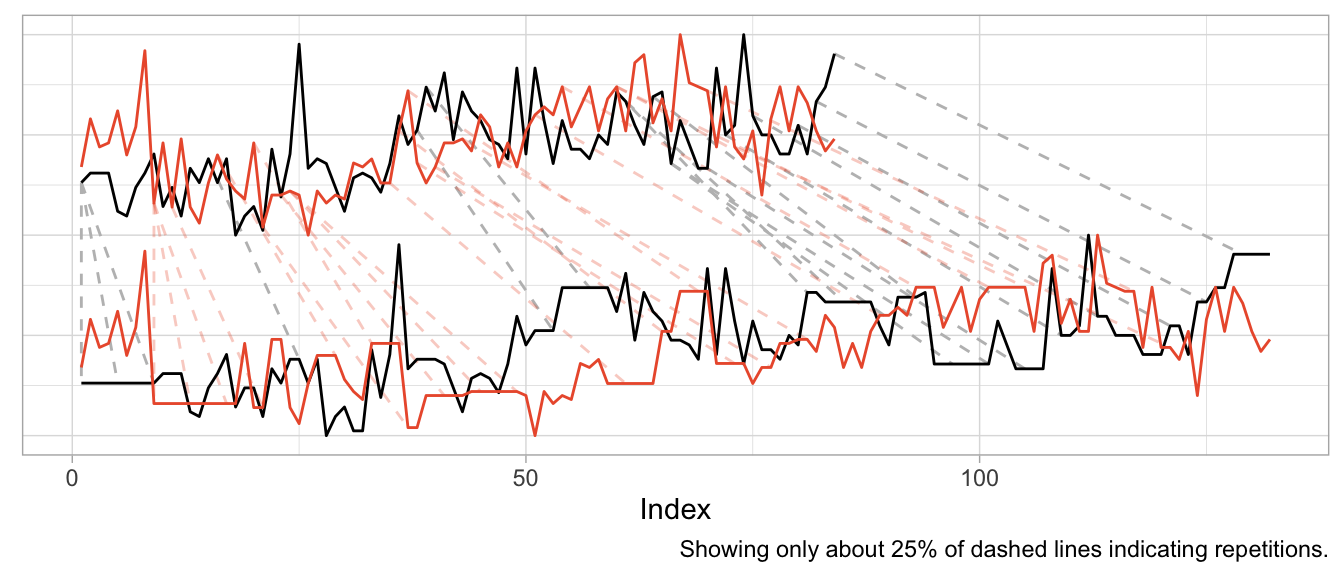 0 50 100
Index
Showing only about 25% of dashed lines indicating repetitions.